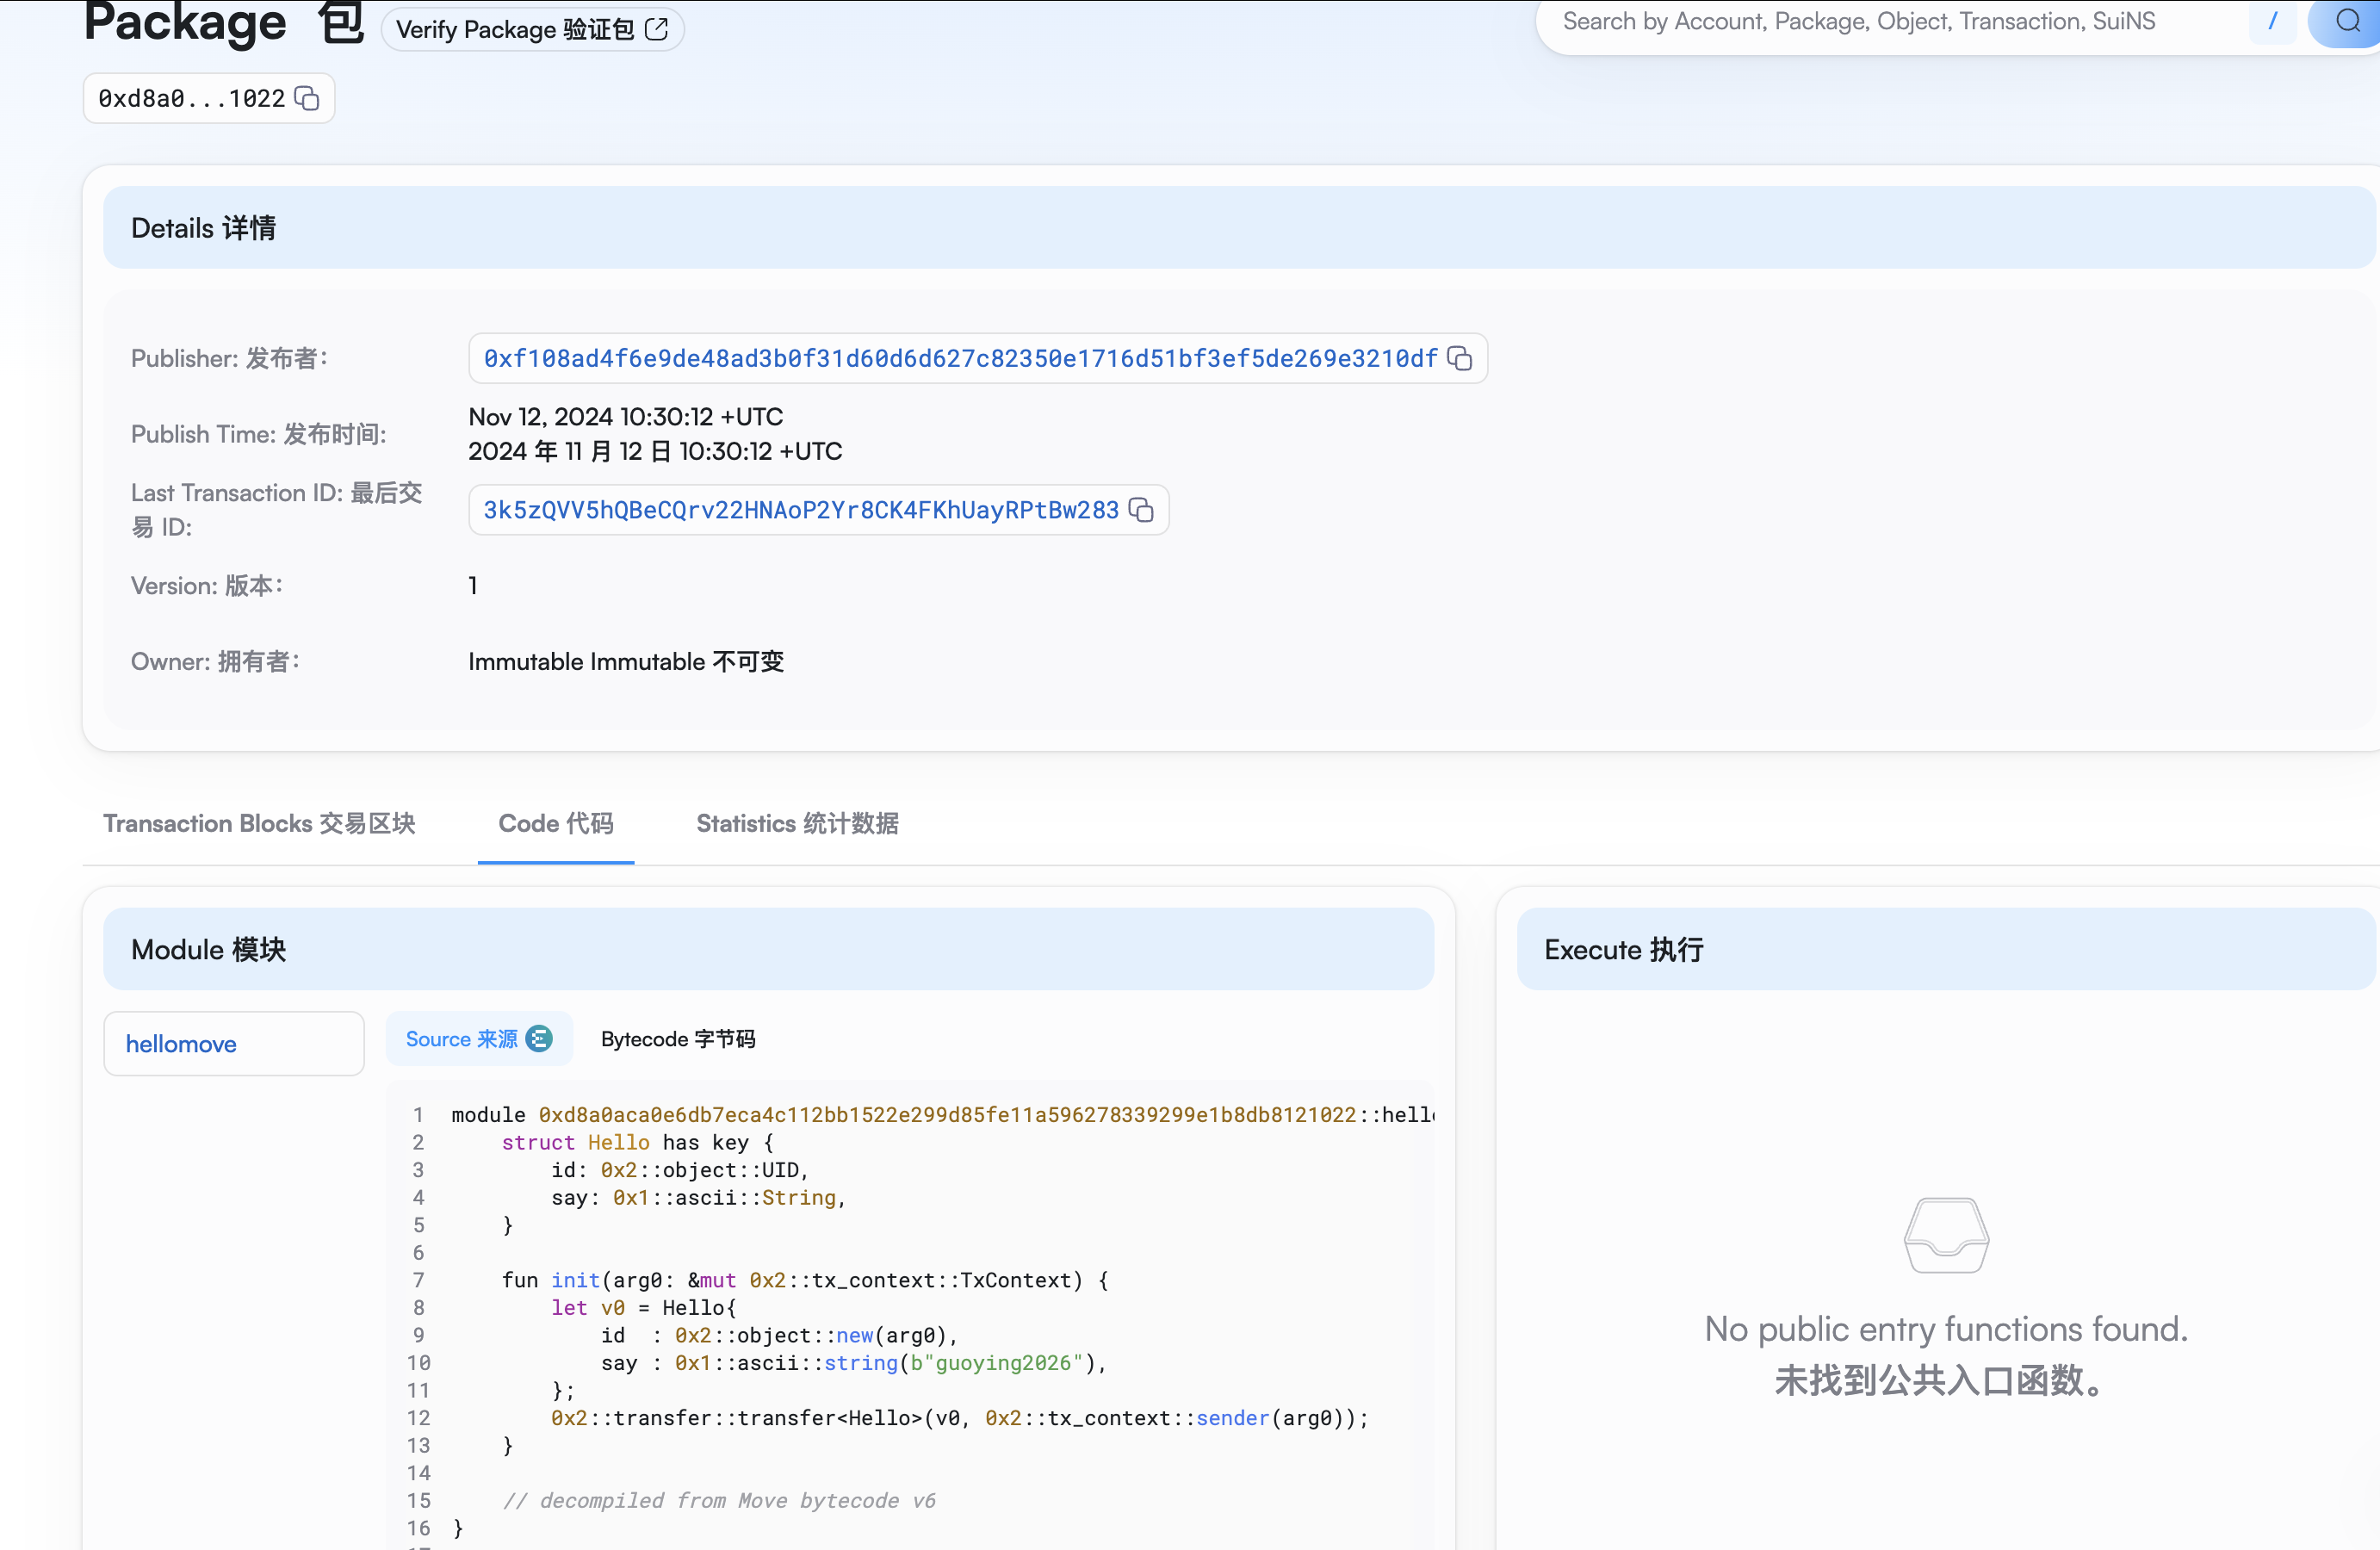 Package 包
Verify Package 验证包
Search by Account, Package, Object, Transaction, SuiNS
/
0xd8a0...1022
Details 详情
Publisher: 发布者：
0xf108ad4f6e9de48ad3b0f31d60d6d627c82350e1716d51bf3ef5de269e3210df
Publish Time: 发布时间:
Nov 12, 2024 10:30:12 +UTC
2024 年 11 月 12 日 10:30:12 +UTC
Last Transaction ID: 最后交
易 ID:
3k5zQVV5hQBeCQrv22HNAoP2Yr8CK4FKhUayRPtBw283
Version: 版本：
1
Owner: 拥有者：
Immutable Immutable 不可变
Transaction Blocks 交易区块
Code 代码
Statistics 统计数据
Module 模块
hellomove
Source 来源
Bytecode 字节码
1 module 0xd8a0aca0e6db7eca4c112bb1522e299d85fe11a596278339299e1b8db8121022::hell
2     struct Hello has key {
3         id: 0x2::object::UID,
4         say: 0x1::ascii::String,
5     }
6
7     fun init(arg0: &mut 0x2::tx_context::TxContext) {
8         let v0 = Hello{
9             id  : 0x2::object::new(arg0),
10             say : 0x1::ascii::string(b"guoying2026"),
11         };
12         0x2::transfer::transfer<Hello>(v0, 0x2::tx_context::sender(arg0));
13     }
14
15     // decompiled from Move bytecode v6
16 }
Execute 执行
No public entry functions found.
未找到公共入口函数。